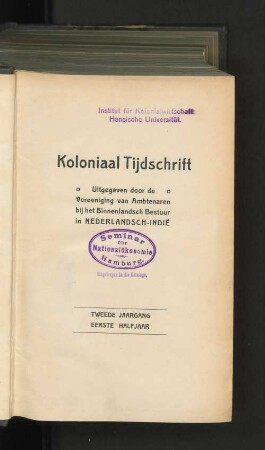 Institut für Kolonialwirtschaft
Hansische Universität.
Koloniaal Tijdschrift
Uitgegeven door de
Vereeniging van Ambtenaren
bij het Binnenlandsch Bestuur
in NEDERLANDSCH-INDIË
Seminar
für
Nationalökonomie
Hamburg.
TWEEDE JAARGANG
EERSTE HALFJAAR